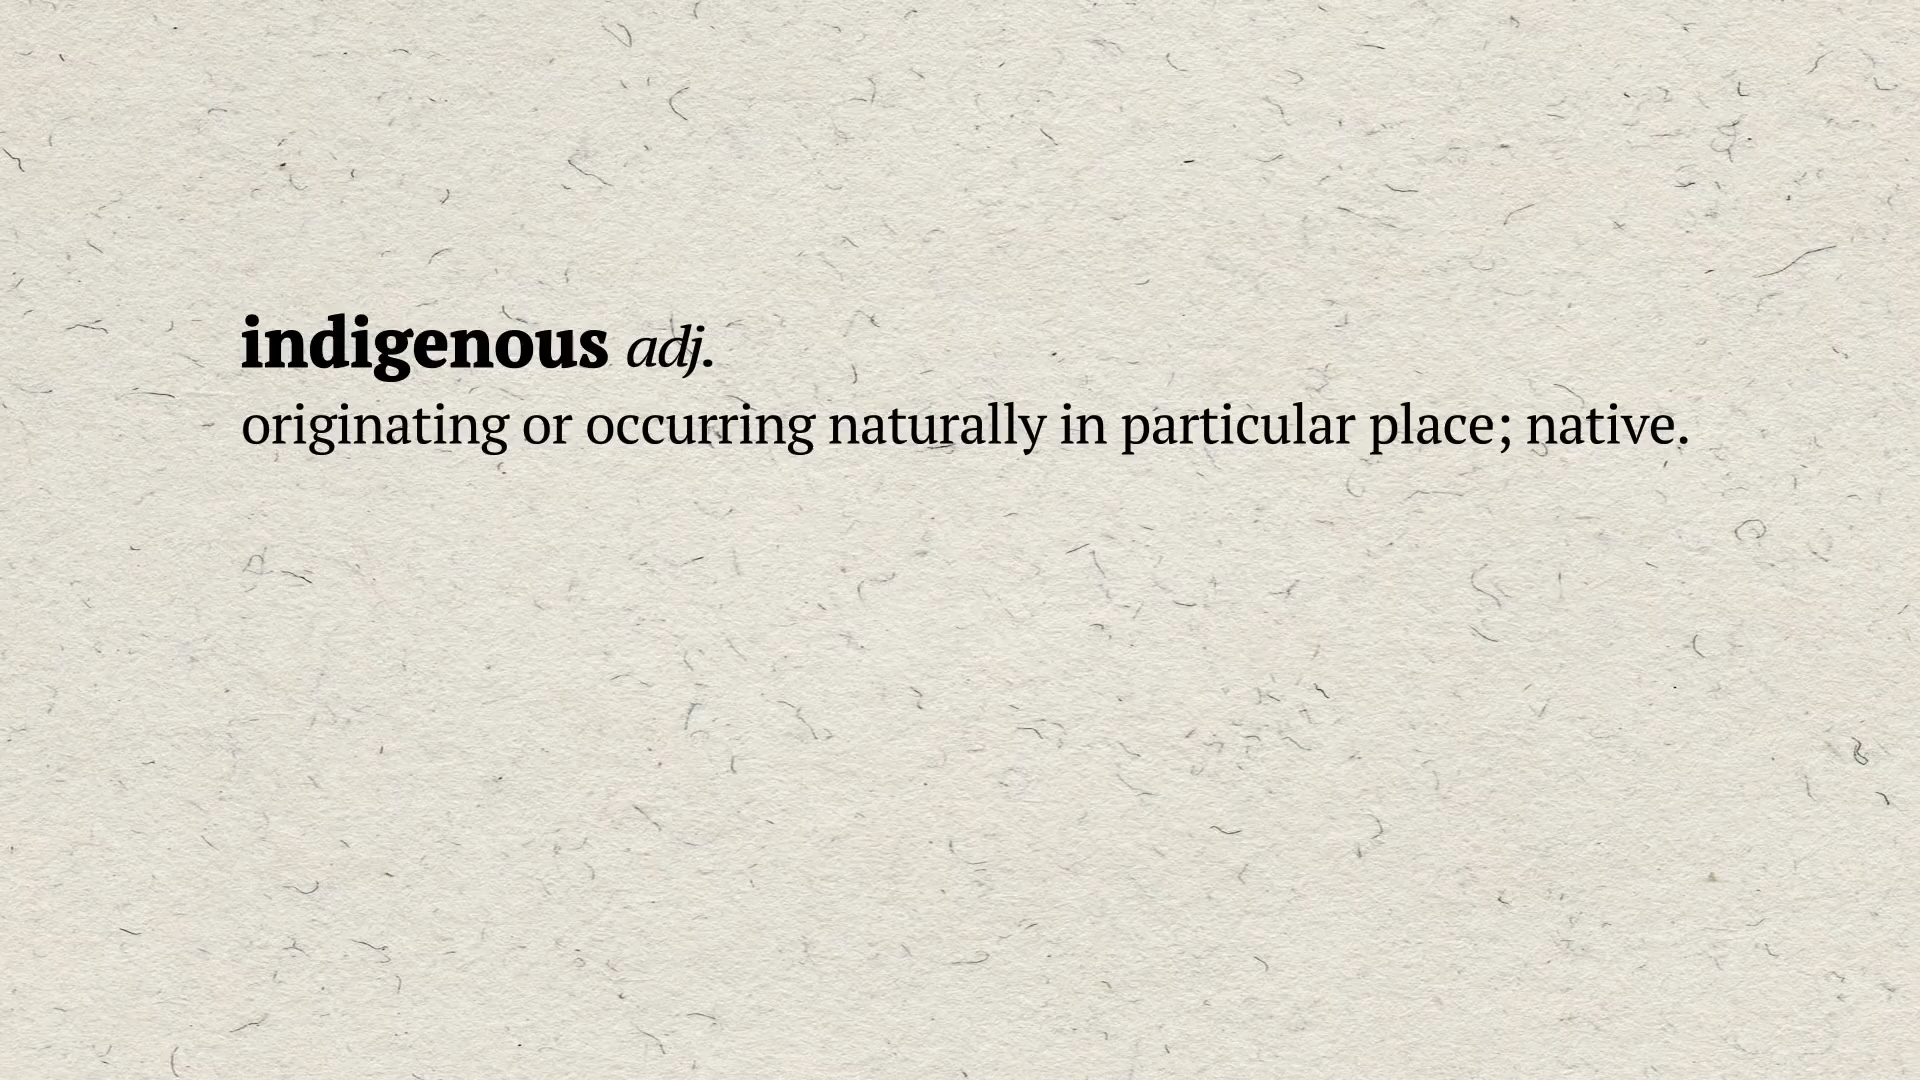 indigenous adj.
originating or occurring naturally in particular place; native.